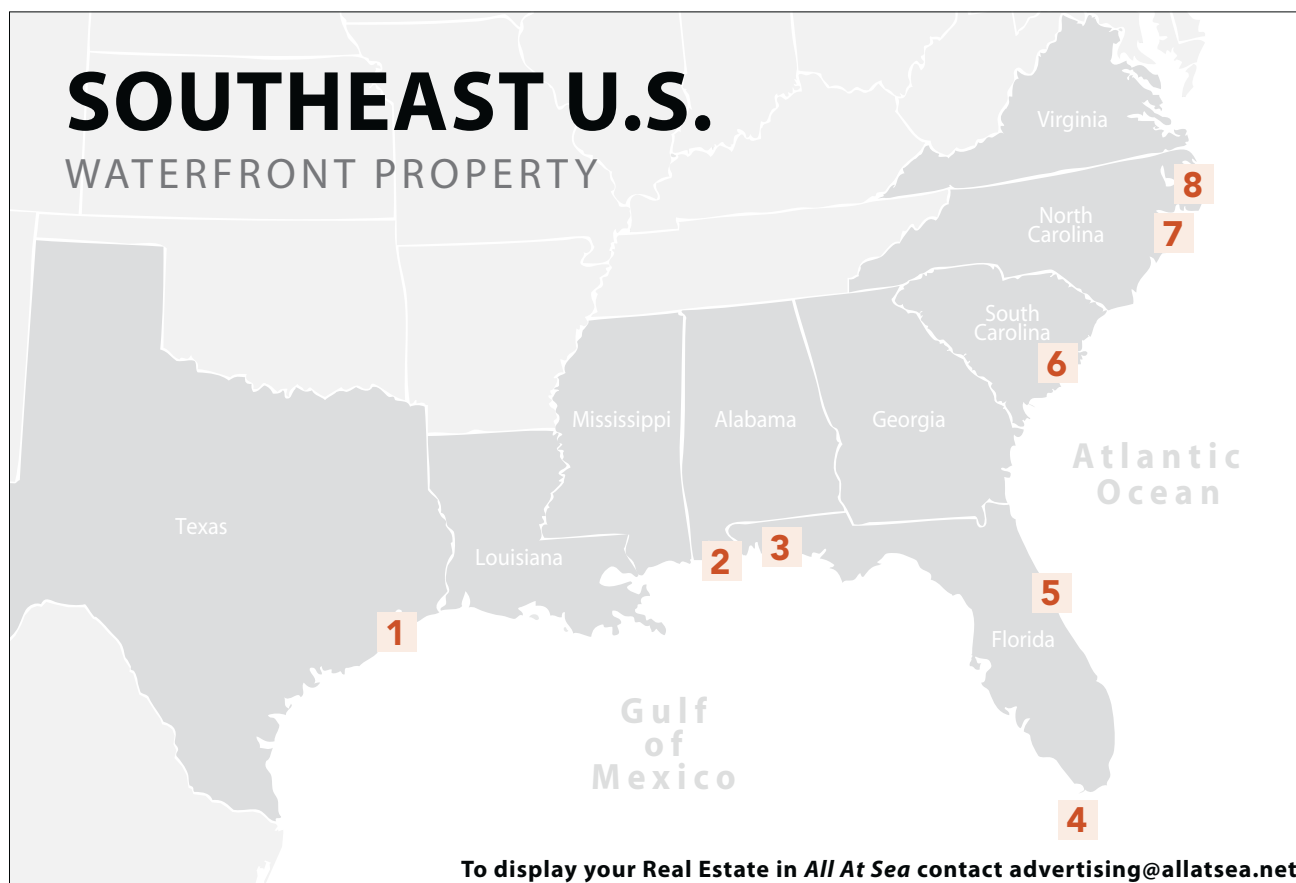 SOUTHEAST U.S.
WATERFRONT PROPERTY
Virginia
8
North
Carolina
7
South
Carolina
6
Mississippi
Alabama
Georgia
Atlantic
Ocean
Texas
Louisiana
2
3
5
1
Florida
Gulf
of
Mexico
4
To display your Real Estate in All At Sea contact advertising@allatsea.net